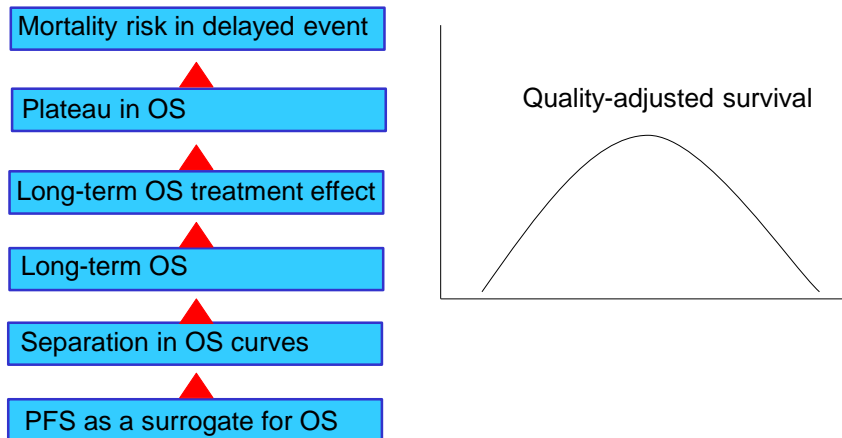 Mortality risk in delayed event
Plateau in OS
Long-term OS treatment effect
Long-term OS
Separation in OS curves
PFS as a surrogate for OS
Quality-adjusted survival